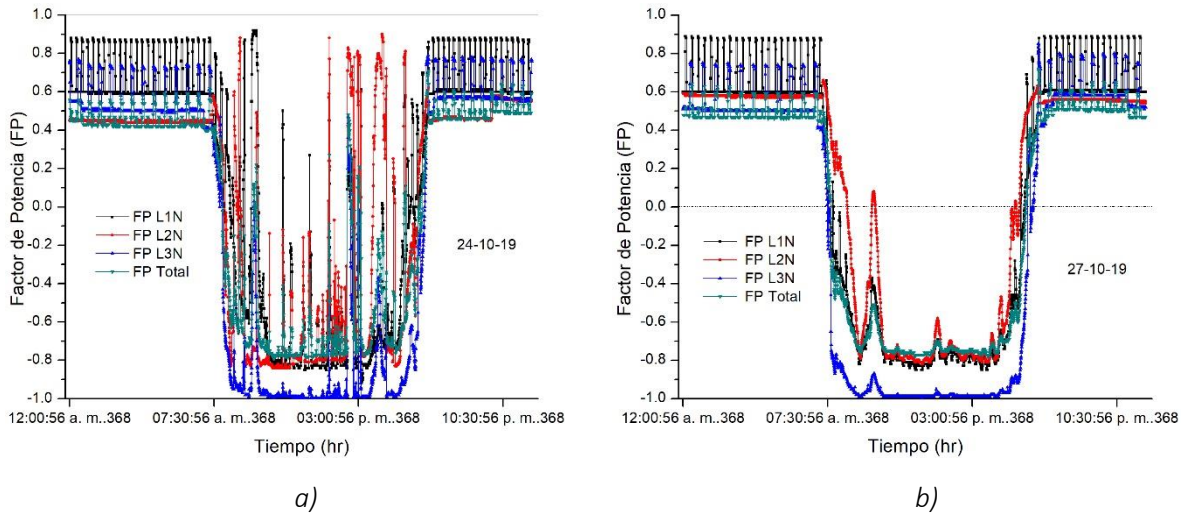 1.0
0.8
0.6
0.4
0.2
0.0
-0.2
-0.4
-0.6
-0.8
-1.0
Factor de Potencia (FP)
FP L1N
FP L2N
FP L3N
FP Total
24-10-19
12:00:56 a. m..368
07:30:56 a. m..368
03:00:56 p. m..368
10:30:56 p. m..368
Tiempo (hr)
a)
1.0
0.8
0.6
0.4
0.2
0.0
-0.2
-0.4
-0.6
-0.8
-1.0
Factor de Potencia (FP)
FP L1N
FP L2N
FP L3N
FP Total
27-10-19
12:00:56 a. m..368
07:30:56 a. m..368
03:00:56 p. m..368
10:30:56 p. m..368
Tiempo (hr)
b)